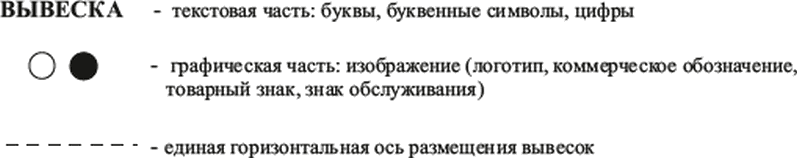 ВЫВЕСКА - текстовая часть: буквы, буквенные символы, цифры
- графическая часть: изображение (логотип, коммерческое обозначение,
товарный знак, знак обслуживания)
- единая горизонтальная ось размещения вывесок